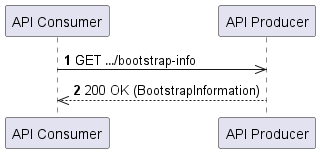 API Consumer API Producer
1 GET .../bootstrap-info
2 200 OK (BootstrapInformation)
API Consumer API Producer